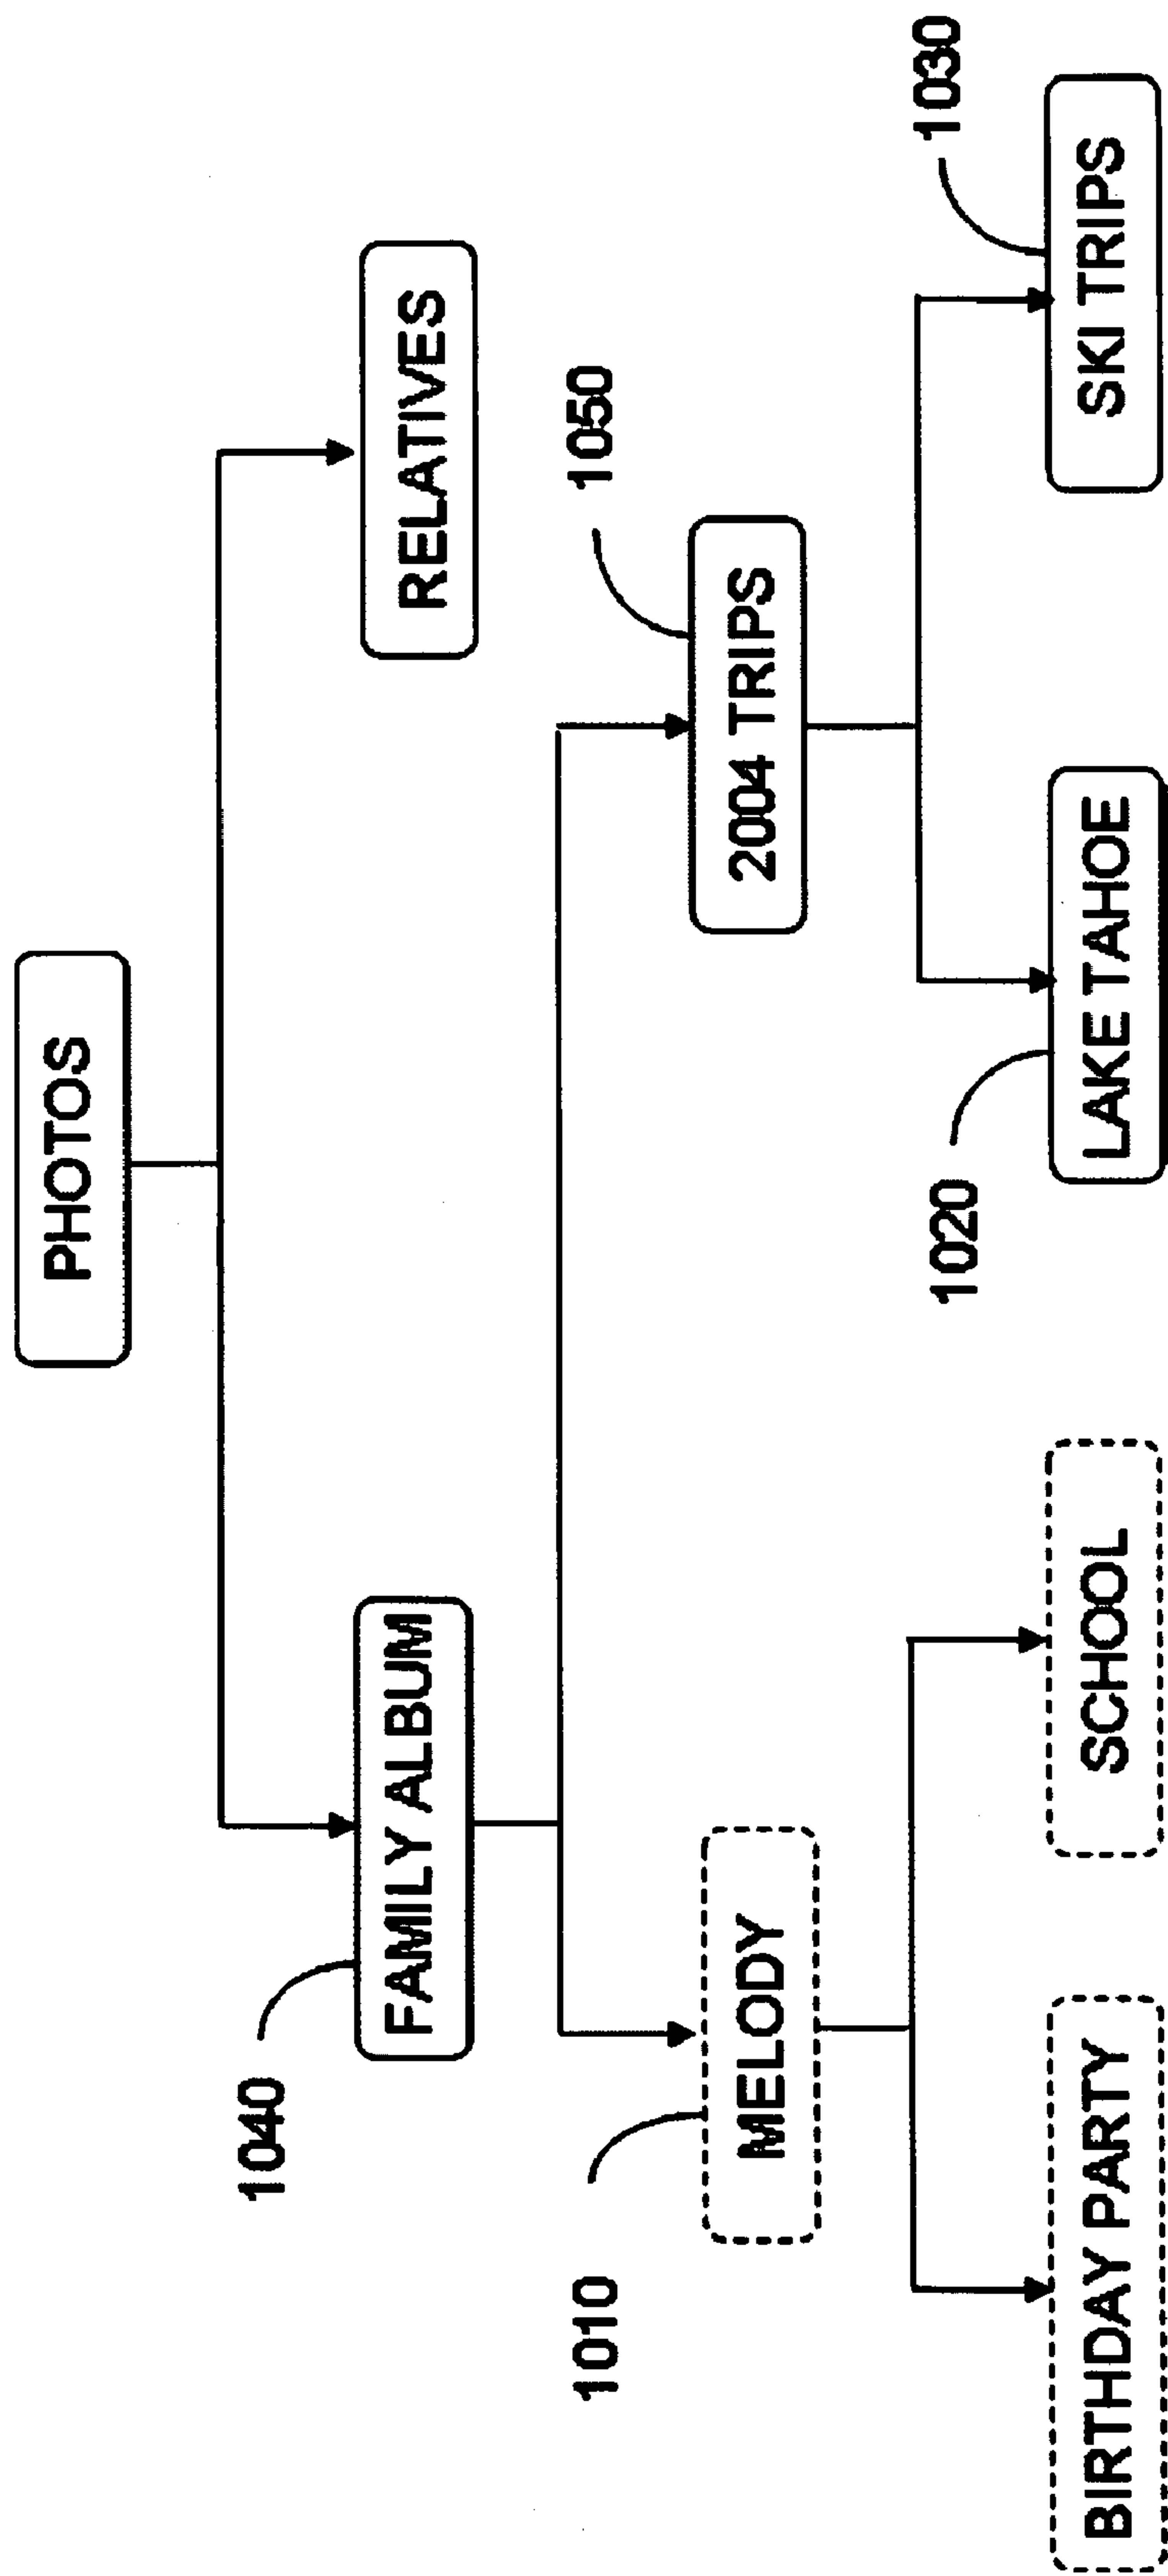 PHOTOS
1040
FAMILY ALBUM
RELATIVES
1010
MELODY
1050
2004 TRIPS
BIRTHDAY PARTY
SCHOOL
1020
LAKE TAHOE
1030
SKI TRIPS